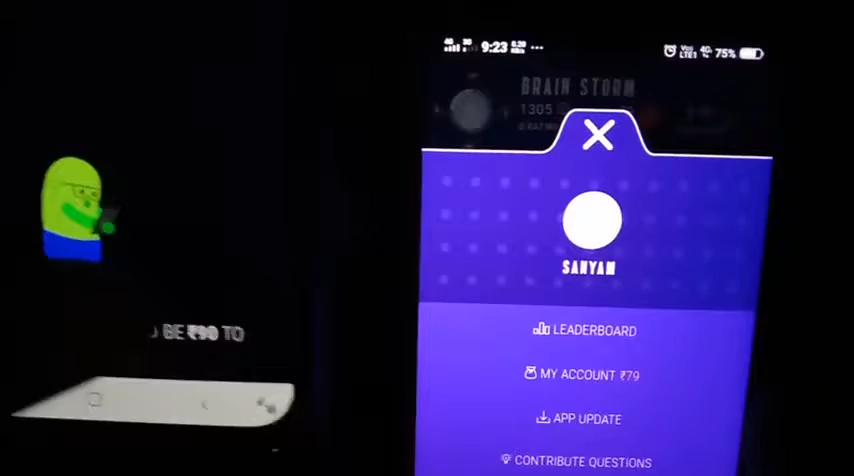 9:23
75%
BRAIN STORM
1305
SANYAM
BE ₹90 TO
LEADERBOARD
MY ACCOUNT ₹79
APP UPDATE
CONTRIBUTE QUESTIONS